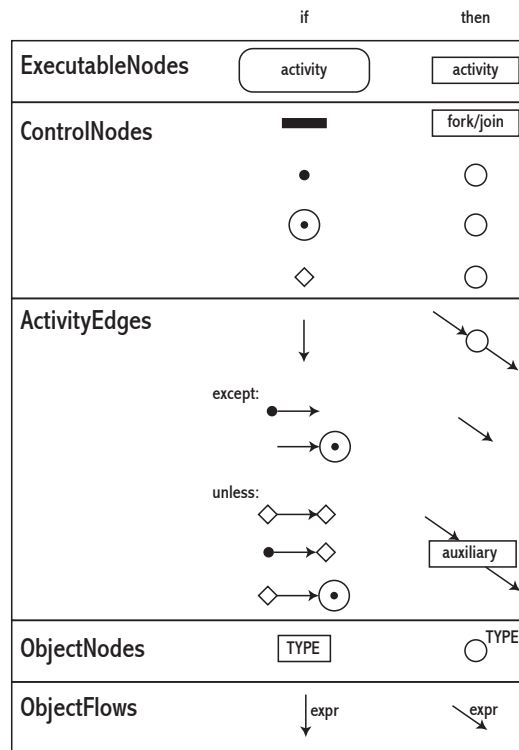 if then
ExecutableNodes activity activity
ControlNodes fork/join
ActivityEdges
except:
unless:
auxiliary
ObjectNodes TYPE TYPE
ObjectFlows expr expr